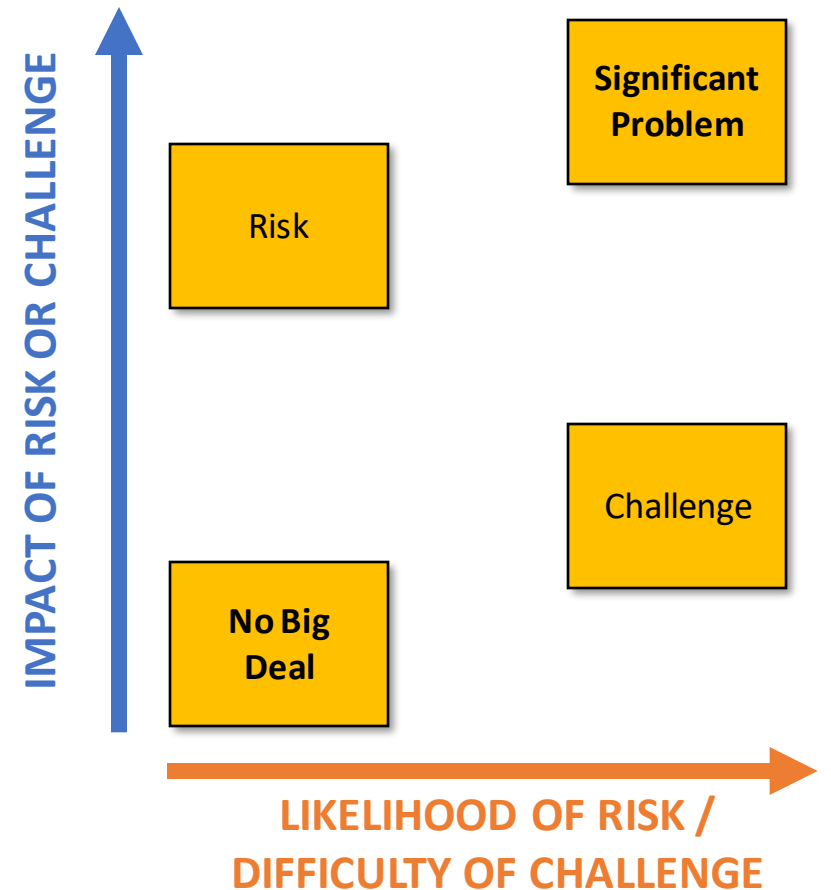 IMPACT OF RISK OR CHALLENGE
Significant
Problem
Risk
Challenge
No Big
Deal
LIKELIHOOD OF RISK /
DIFFICULTY OF CHALLENGE